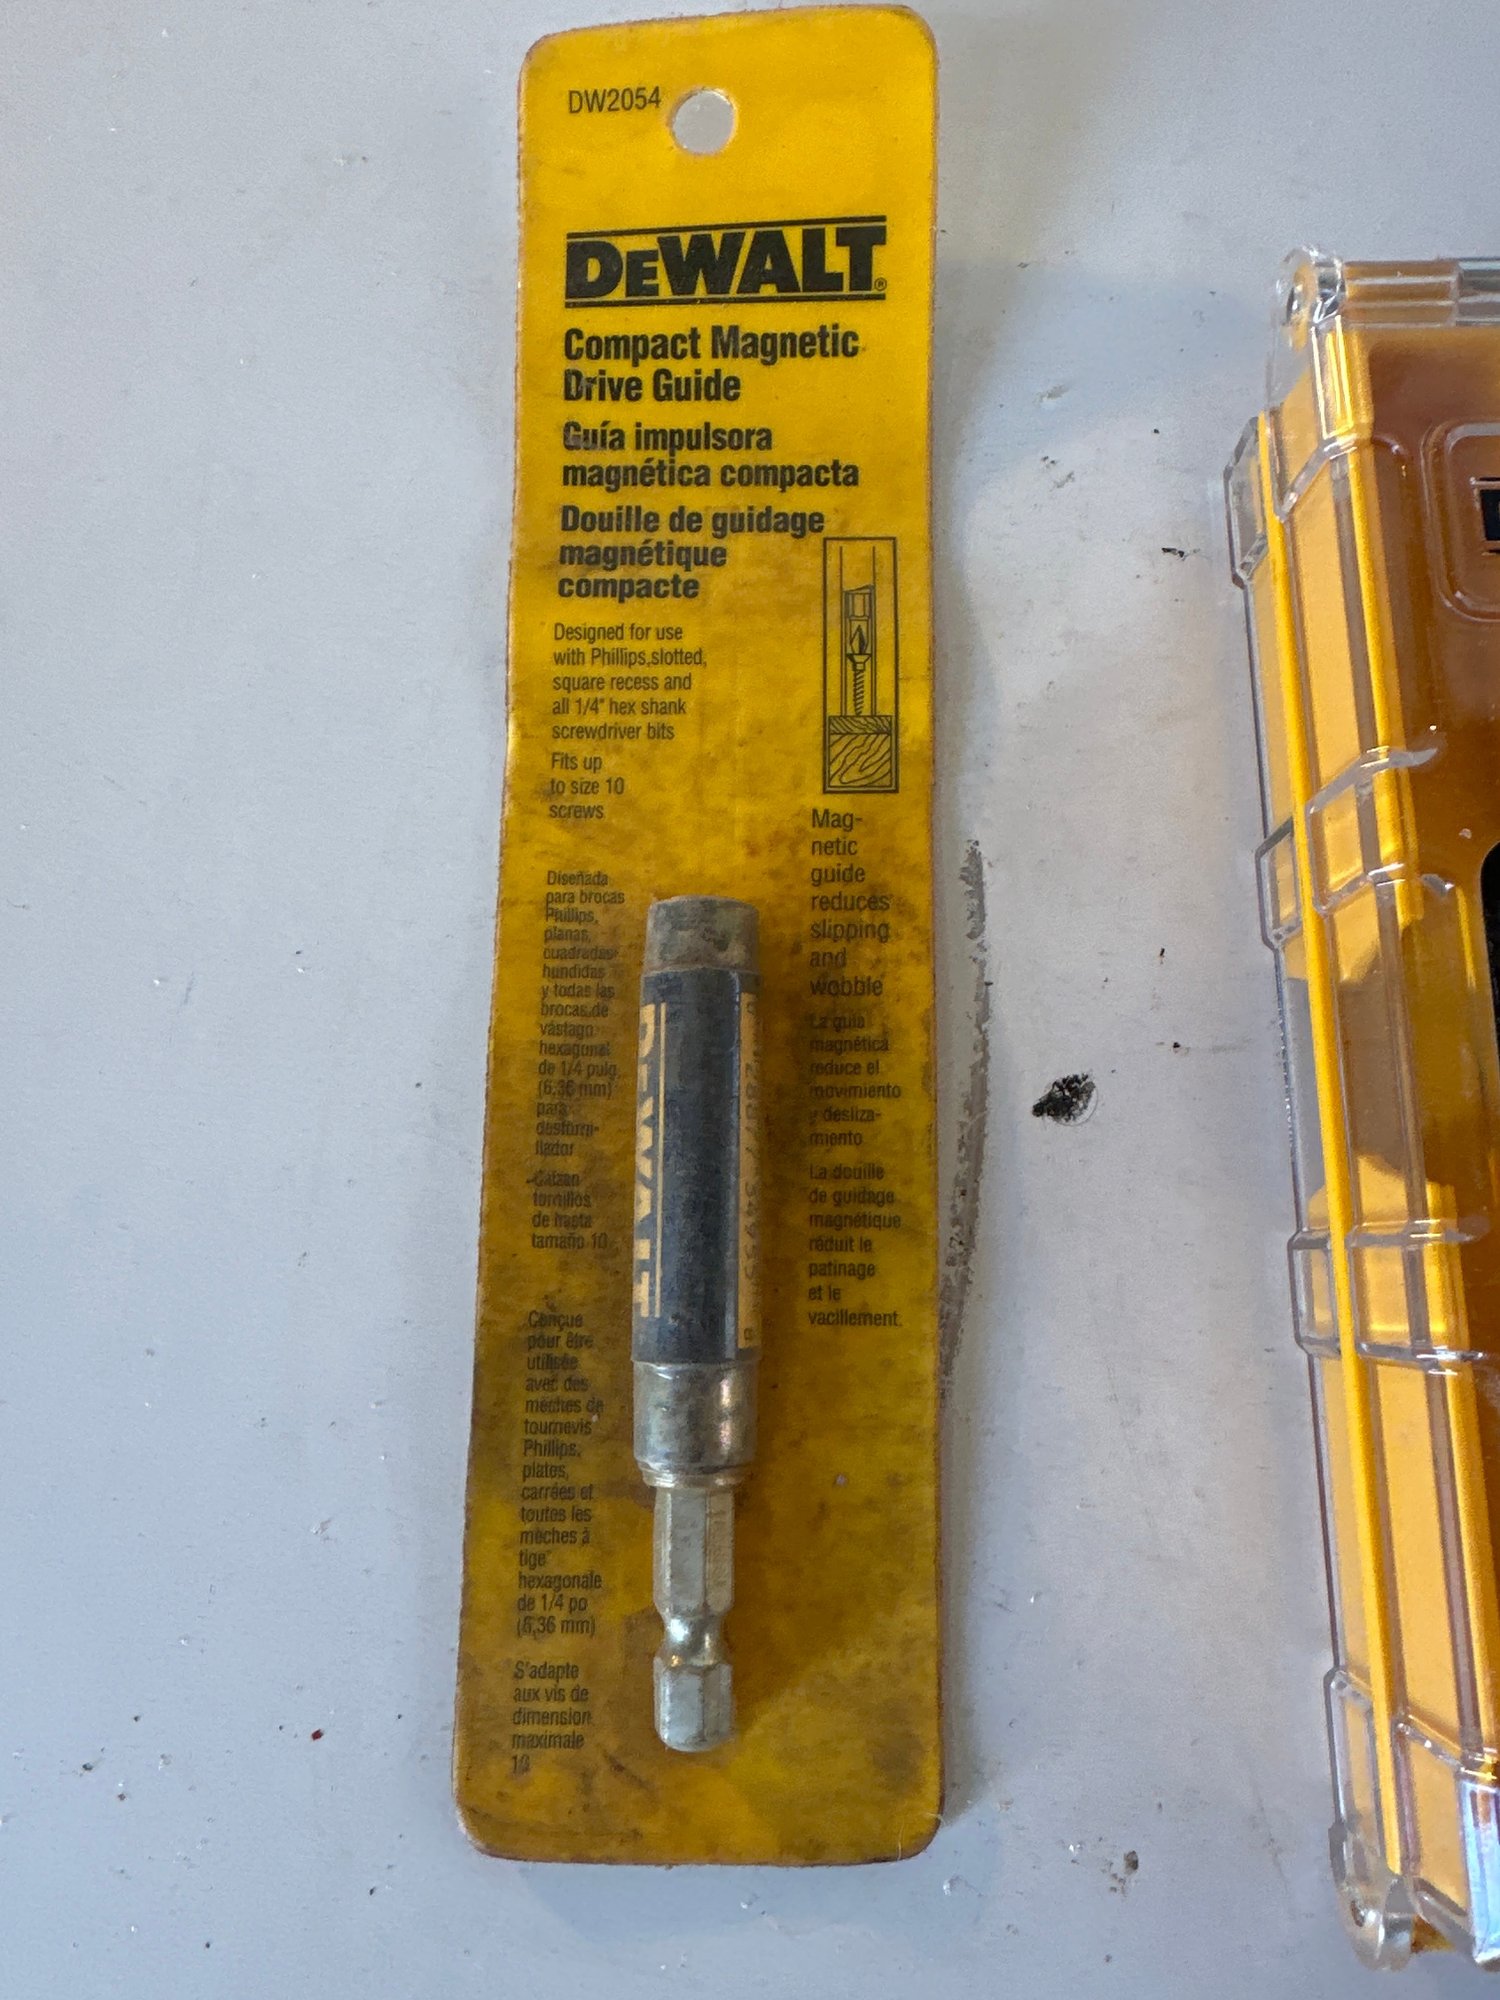 DW2054
DEWALT®
Compact Magnetic
Drive Guide
Guía impulsora
magnética compacta
Douille de guidage
magnétique
compacte
Designed for use
with Phillips,slotted,
square recess and
all 1/4" hex shank
screwdriver bits
Fits up
to size 10
screws
Mag-
netic
guide
reduces
slipping
and
wobble
Diseñada
para brocas
Phillips,
planas,
cuadradas
hundidas
y todas las
brocas de
vástago
hexagonal
de 1/4 pulg
(6,36 mm)
para
destorni-
llador
Calzan
tornillos
de hasta
tamaño 10
La guía
magnética
reduce el
movimiento
y desliza-
miento
La douille
de guidage
magnétique
réduit le
patinage
et le
vacillement.
Conçue
pour être
utilisée
avec des
mèches de
tournevis
Phillips,
plates,
carrées et
toutes les
mèches à
tige
hexagonale
de 1/4 po
(6,36 mm)
S'adapte
aux vis de
dimension
maximale
10
DEWALT